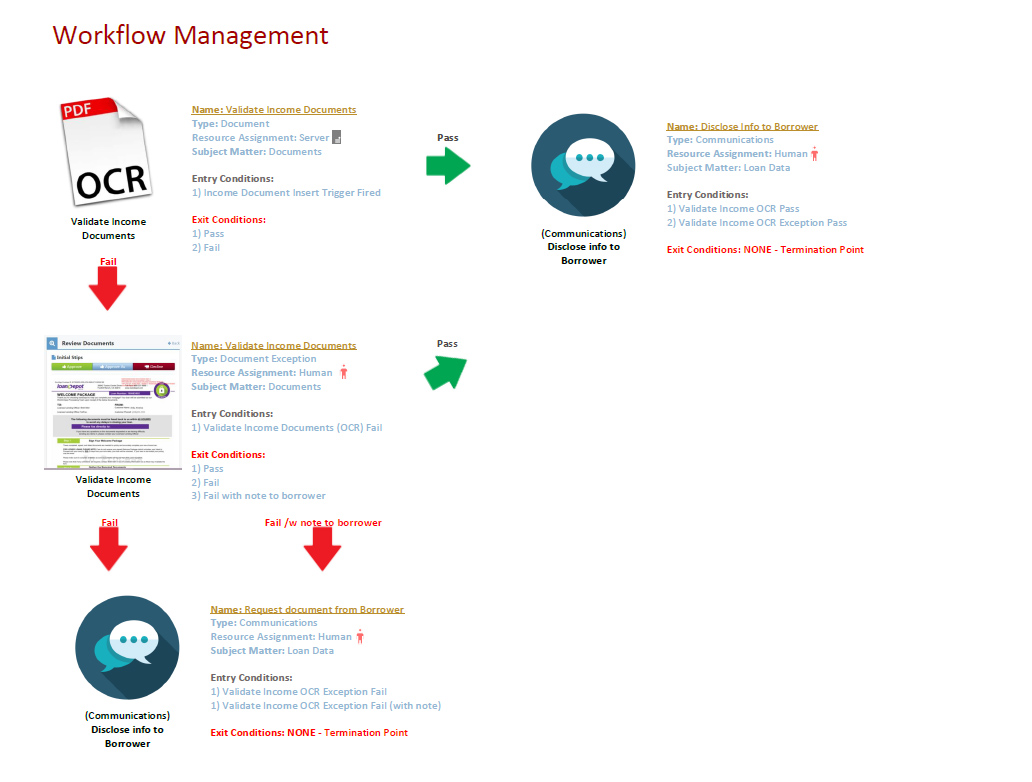 Workflow Management
PDF
OCR
Validate Income
Documents
Name: Validate Income Documents
Type: Document
Resource Assignment: Server
Subject Matter: Documents
Entry Conditions:
1) Income Document Insert Trigger Fired
Exit Conditions:
1) Pass
2) Fail
Pass
(Communications)
Disclose info to
Borrower
Name: Disclose Info to Borrower
Type: Communications
Resource Assignment: Human
Subject Matter: Loan Data
Entry Conditions:
1) Validate Income OCR Pass
2) Validate Income OCR Exception Pass
Exit Conditions: NONE - Termination Point
Fail
Review Documents
Initial Stips
Approve
Decline
loanDepot
WELCOME PACKAGE
Validate Income
Documents
Name: Validate Income Documents
Type: Document Exception
Resource Assignment: Human
Subject Matter: Documents
Entry Conditions:
1) Validate Income Documents (OCR) Fail
Exit Conditions:
1) Pass
2) Fail
3) Fail with note to borrower
Pass
Fail
Fail /w note to borrower
(Communications)
Disclose info to
Borrower
Name: Request document from Borrower
Type: Communications
Resource Assignment: Human
Subject Matter: Loan Data
Entry Conditions:
1) Validate Income OCR Exception Fail
1) Validate Income OCR Exception Fail (with note)
Exit Conditions: NONE - Termination Point